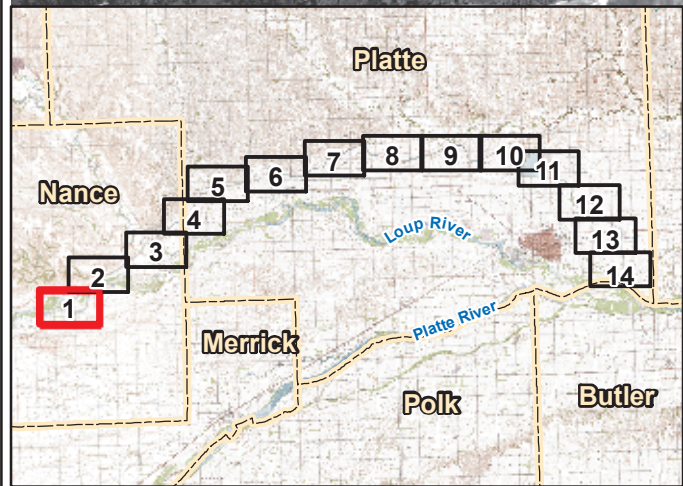 Platte
Nance
1
2
3
4
5
6
7
8
9
10
11
12
13
14
Loup River
Platte River
Merrick
Polk
Butler